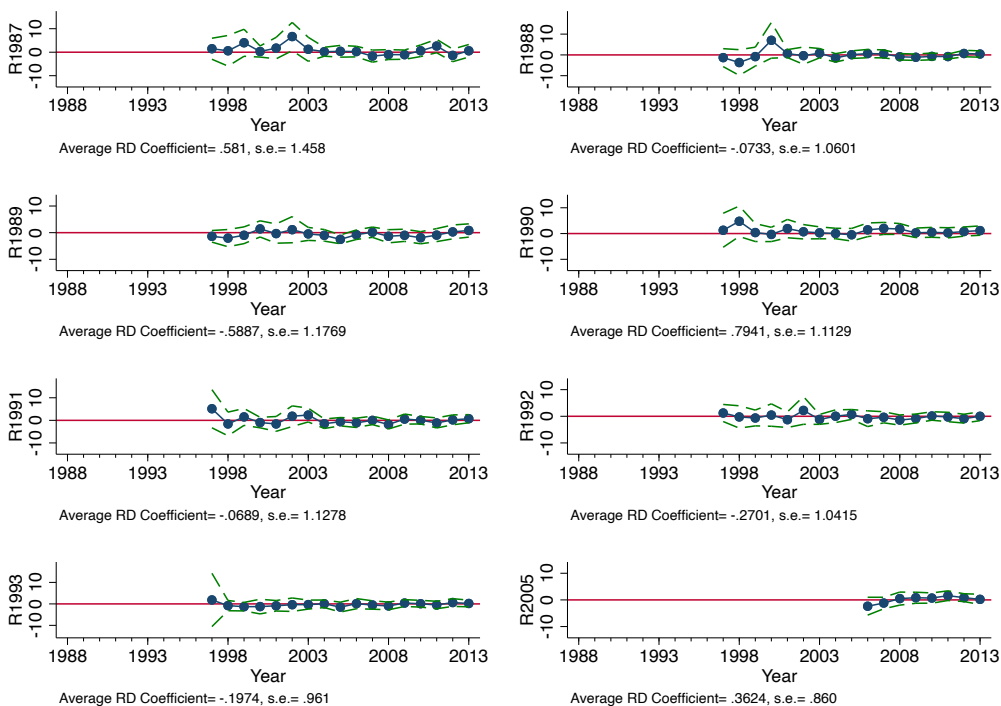 R1987
10
0
-10
1988 1993 1998 2003 2008 2013
Year
Average RD Coefficient= .581, s.e.= 1.458
R1988
10
0
-10
1988 1993 1998 2003 2008 2013
Year
Average RD Coefficient= -.0733, s.e.= 1.0601
R1989
10
0
-10
1988 1993 1998 2003 2008 2013
Year
Average RD Coefficient= -.5887, s.e.= 1.1769
R1990
10
0
-10
1988 1993 1998 2003 2008 2013
Year
Average RD Coefficient= .7941, s.e.= 1.1129
R1991
10
0
-10
1988 1993 1998 2003 2008 2013
Year
Average RD Coefficient= -.0689, s.e.= 1.1278
R1992
10
0
-10
1988 1993 1998 2003 2008 2013
Year
Average RD Coefficient= -.2701, s.e.= 1.0415
R1993
10
0
-10
1988 1993 1998 2003 2008 2013
Year
Average RD Coefficient= -.1974, s.e.= .961
R2005
10
0
-10
1988 1993 1998 2003 2008 2013
Year
Average RD Coefficient= .3624, s.e.= .860